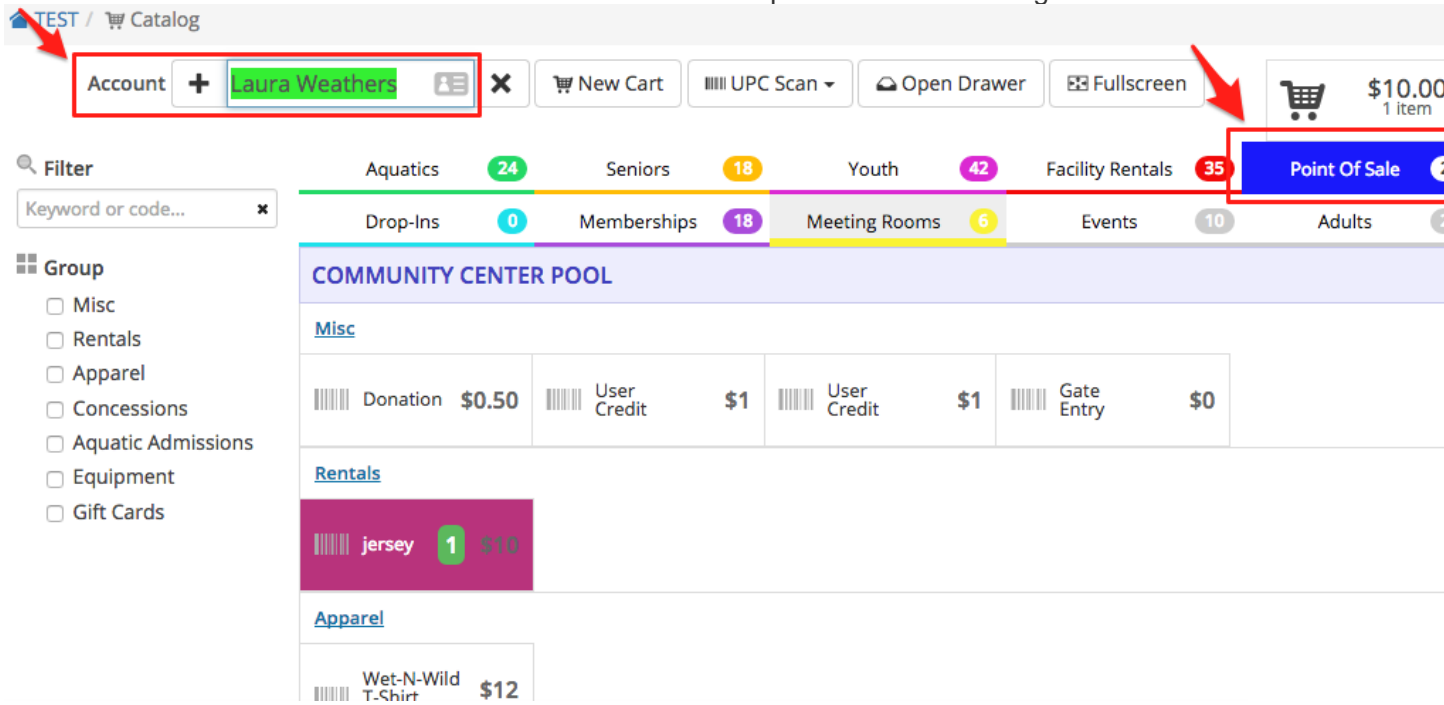 TEST / Catalog
Account + Laura Weathers New Cart UPC Scan Open Drawer Fullscreen $10.00
1 item
Filter
Aquatics 24 Seniors 18 Youth 42 Facility Rentals 35 Point Of Sale
Keyword or code...
Drop-Ins 0 Memberships 18 Meeting Rooms 6 Events 10 Adults
Group
COMMUNITY CENTER POOL
Misc
Misc
Rentals
Apparel
Donation $0.50 User Credit $1 User Credit $1 Gate Entry $0
Concessions
Aquatic Admissions
Equipment
Rentals
Gift Cards
jersey 1 $10
Apparel
Wet-N-Wild
T-Shirt $12